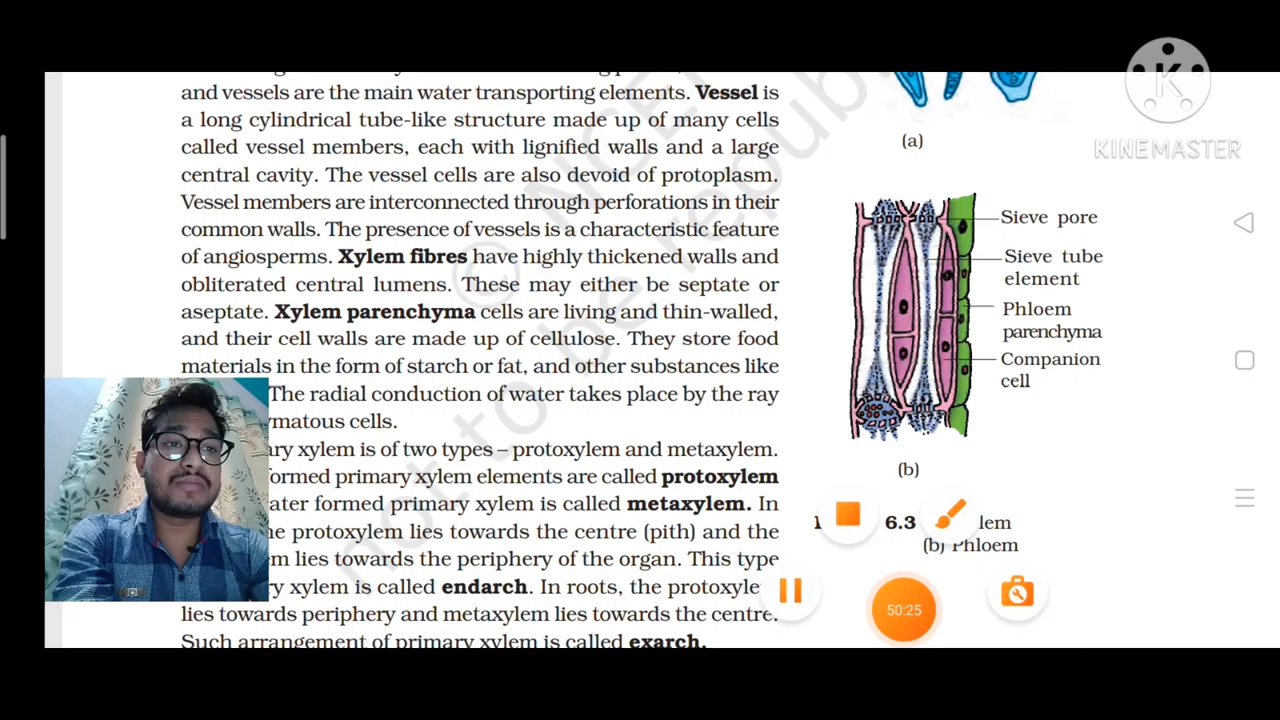 and vessels are the main water transporting elements. Vessel is
a long cylindrical tube-like structure made up of many cells
called vessel members, each with lignified walls and a large
central cavity. The vessel cells are also devoid of protoplasm.
Vessel members are interconnected through perforations in their
common walls. The presence of vessels is a characteristic feature
of angiosperms. Xylem fibres have highly thickened walls and
obliterated central lumens. These may either be septate or
aseptate. Xylem parenchyma cells are living and thin-walled,
and their cell walls are made up of cellulose. They store food
materials in the form of starch or fat, and other substances like
The radial conduction of water takes place by the ray
ymatous cells.
ary xylem is of two types – protoxylem and metaxylem.
formed primary xylem elements are called protoxylem
ater formed primary xylem is called metaxylem. In
he protoxylem lies towards the centre (pith) and the
em lies towards the periphery of the organ. This type
y xylem is called endarch. In roots, the protoxyle
lies towards periphery and metaxylem lies towards the centre.
Such arrangement of primary xylem is called exarch.
(a)
Sieve pore
Sieve tube
element
Phloem
parenchyma
Companion
cell
(b)
6.3 lem
(b) Phloem
50:25
K
KINEMASTER
not to be republ